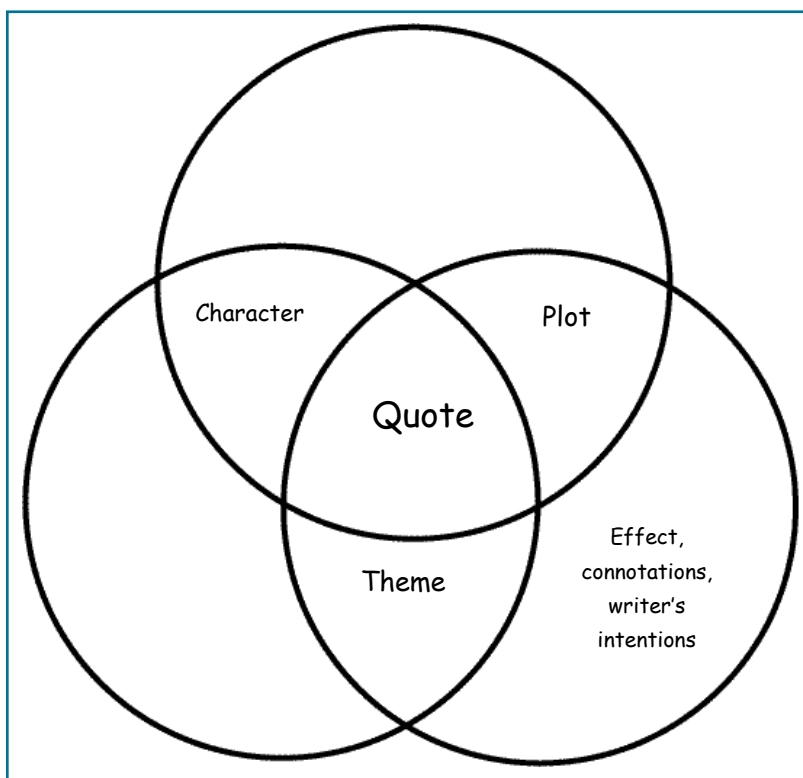 Character
Plot
Quote
Theme
Effect,
connotations,
writer's
intentions